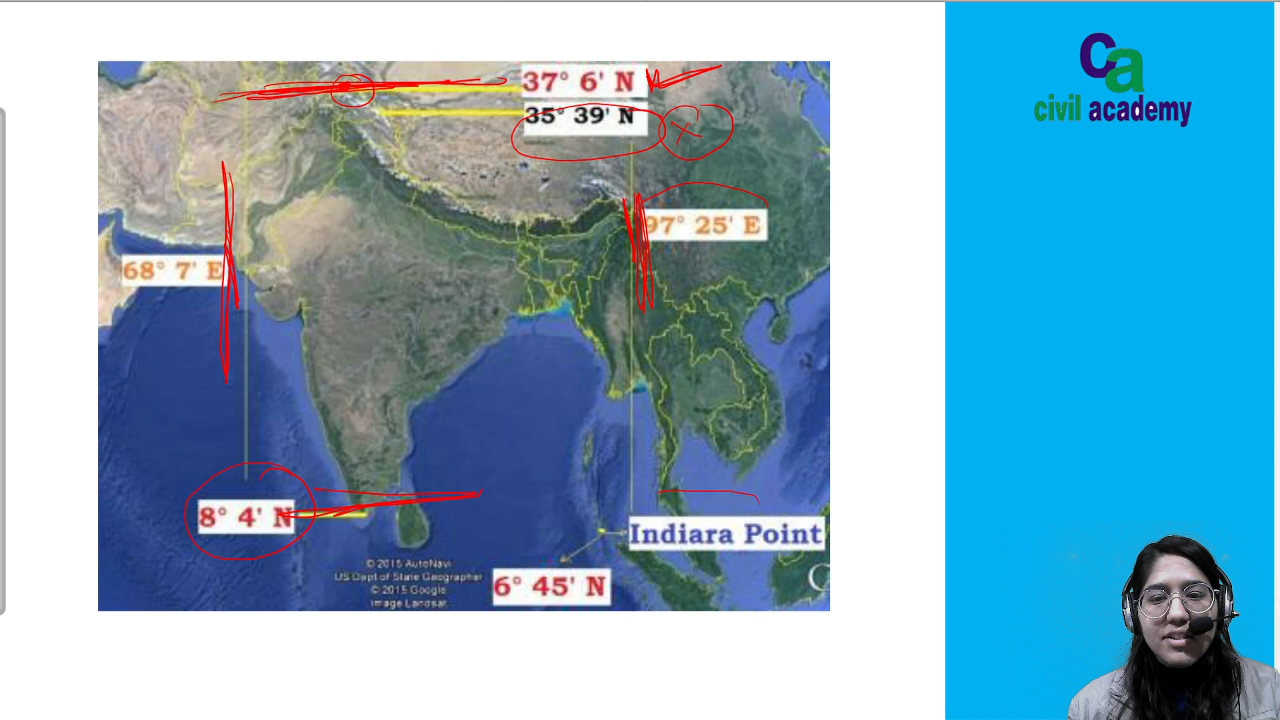 37° 6' N
35° 39' N
97° 25' E
68° 7' E
8° 4' N
Indiara Point
6° 45' N
© 2015 AutoNavi
US Dept of State Geographer
© 2015 Google
Image Landsat
ca
civil academy